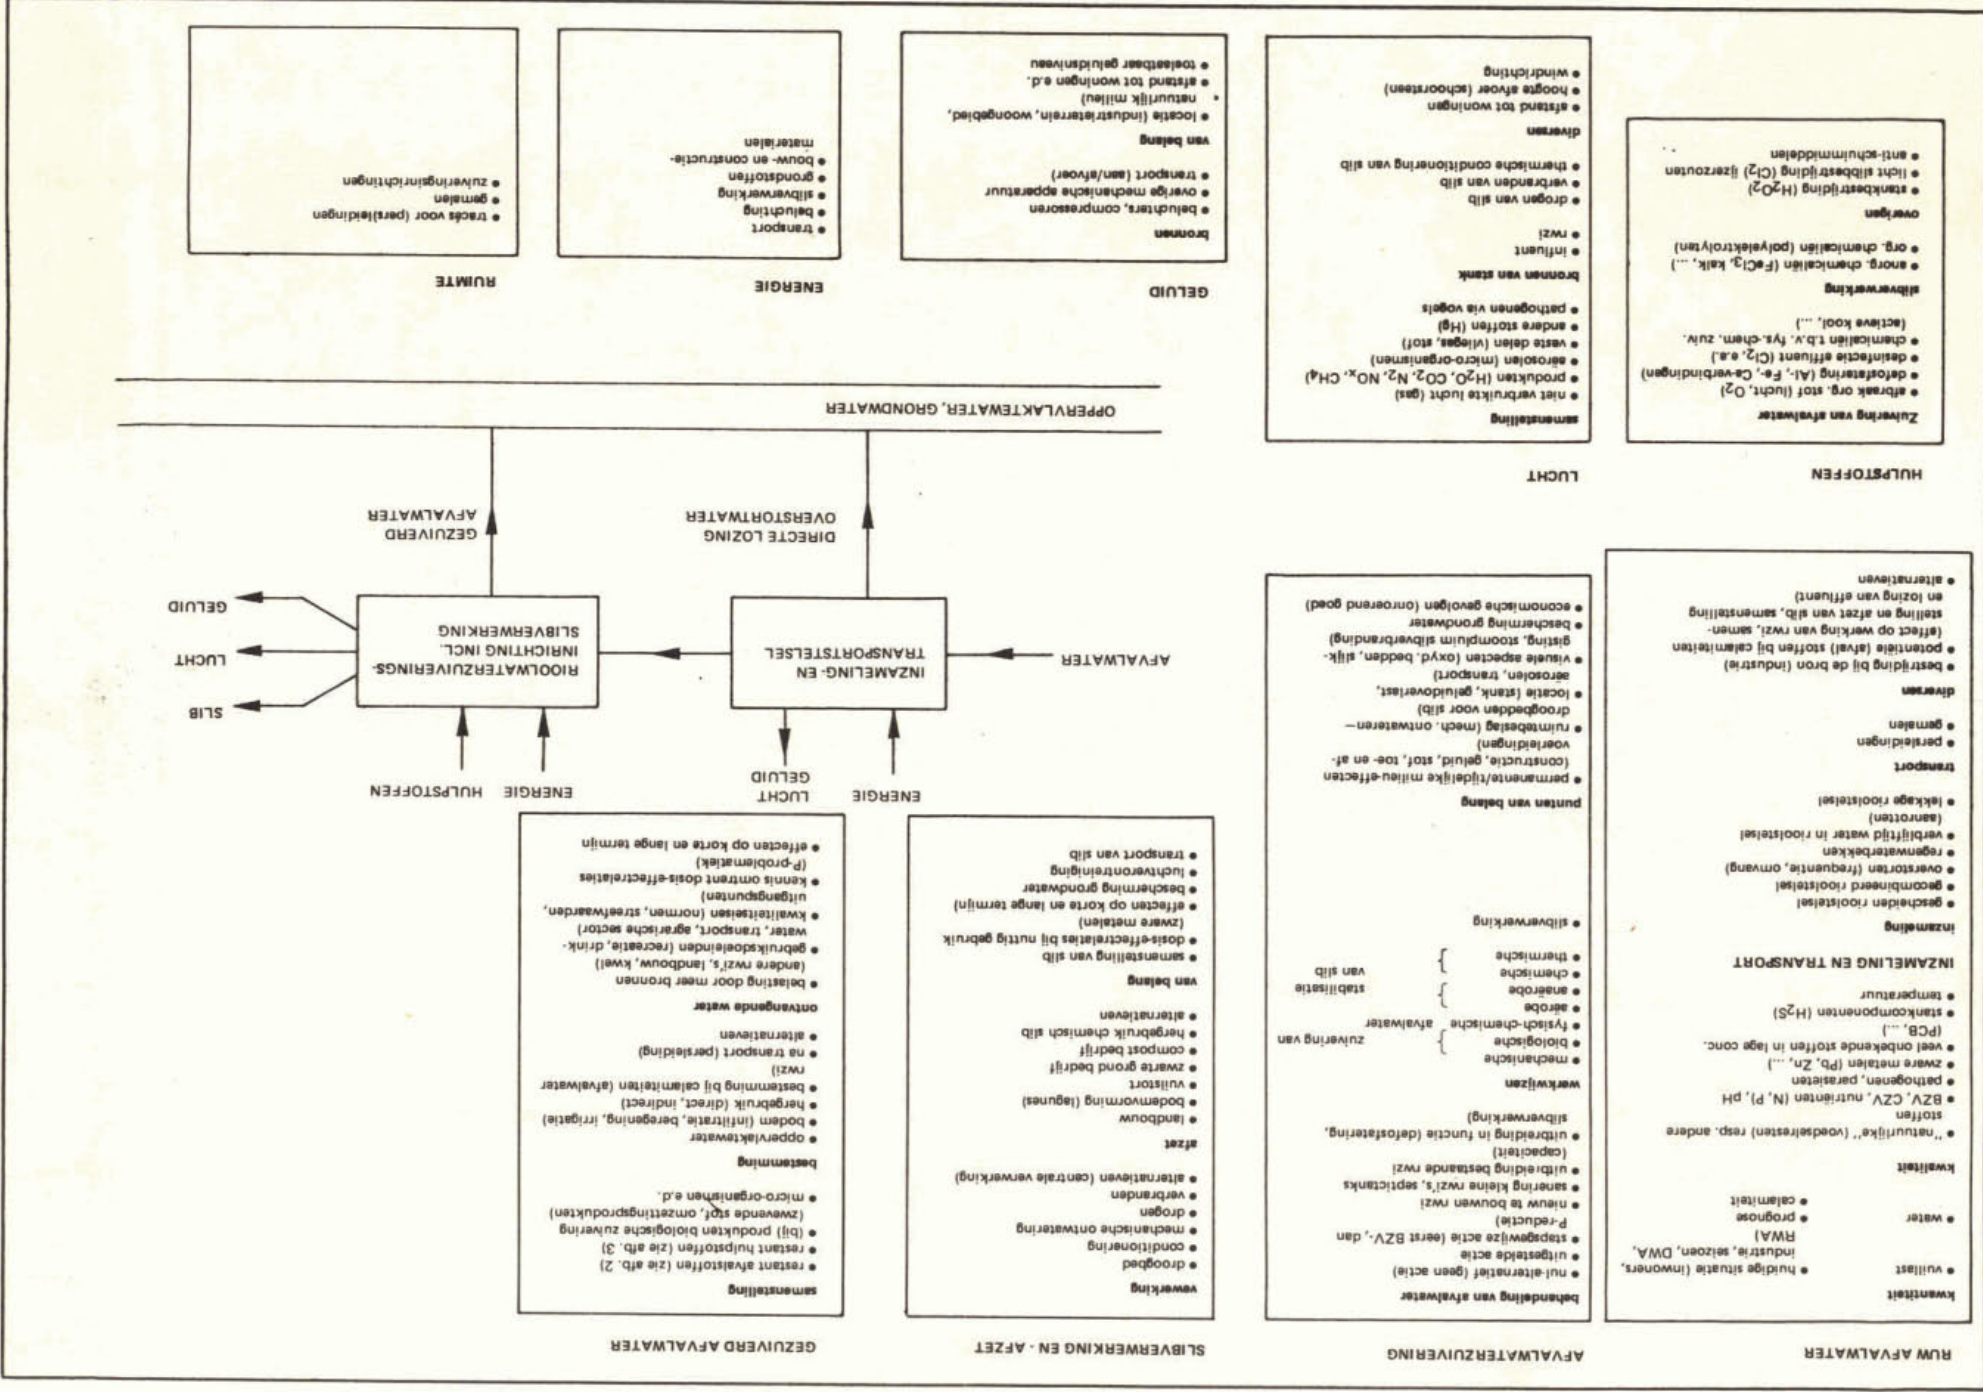 RUW AFVALWATER
kwantiteit
• vuillast • huidige situatie (inwoners,
industrie, seizoen, DWA,
RWA)
• water • prognose
• calamiteit
kwaliteit
• "natuurlijke" (voedselresten) resp. andere
stoffen
• BZV, CZV, nutriënten (N, P), pH
• pathogenen, parasieten
• zware metalen (Pb, Zn, ...)
• veel onbekende stoffen in lage conc.
(PCB, ...)
• stankcomponenten (H2S)
• temperatuur
INZAMELING EN TRANSPORT
inzameling
• gescheiden rioolstelsel
• gecombineerd rioolstelsel
• overstorten (frequentie, omvang)
• regenwaterbekken
• verblijftijd water in rioolstelsel
(aanrotten)
• lekkage rioolstelsel
transport
• persleidingen
• gemalen
diversen
• bestrijding bij de bron (industrie)
• potentiële (afval) stoffen bij calamiteiten
(effect op werking van rwzi, samen-
stelling en afzet van slib, samenstelling
en lozing van effluent)
• alternatieven
AFVALWATERZUIVERING
behandeling van afvalwater
• nul-alternatief (geen actie)
• uitgestelde actie
• stapsgewijze actie (eerst BZV-, dan
P-reductie)
• nieuw te bouwen rwzi
• sanering kleine rwzi's, septictanks
• uitbreiding bestaande rwzi
(capaciteit)
• uitbreiding in functie (defosfatering,
slibverwerking)
werkwijzen
• mechanische
• biologische } zuivering van
• fysisch-chemische afvalwater
• aërobe
• anaërobe } stabilisatie
• chemische van slib
• thermische }
• slibverwerking
punten van belang
• permanente/tijdelijke milieu-effecten
(constructie, geluid, stof, toe- en af-
voerleidingen)
• ruimtebeslag (mech. ontwateren—
droogbedden voor slib)
• locatie (stank, geluidoverlast,
aërosolen, transport)
• visuele aspecten (oxyd. bedden, slijk-
gisting, stoompluim slibverbranding)
• bescherming grondwater
• economische gevolgen (onroerend goed)
SLIBVERWERKING EN - AFZET
vewerking
• droogbed
• conditionering
• mechanische ontwatering
• drogen
• verbranden
• alternatieven (centrale verwerking)
afzet
• landbouw
• bodemvorming (lagunes)
• vuilstort
• zwarte grond bedrijf
• compost bedrijf
• hergebruik chemisch slib
• alternatieven
van belang
• samenstelling van slib
• dosis-effectrelaties bij nuttig gebruik
(zware metalen)
• effecten op korte en lange termijn)
• bescherming grondwater
• luchtverontreiniging
• transport van slib
GEZUIVERD AFVALWATER
samenstelling
• restant afvalstoffen (zie afb. 2)
• restant hulpstoffen (zie afb. 3)
• (bij) produkten biologische zuivering
(zwevende stof, omzettingsprodukten)
• micro-organismen e.d.
bestemming
• oppervlaktewater
• bodem (infiltratie, beregening, irrigatie)
• hergebruik (direct, indirect)
• bestemming bij calamiteiten (afvalwater
rwzi)
• na transport (persleiding)
• alternatieven
ontvangende water
• belasting door meer bronnen
(andere rwzi's, landbouw, kwel)
• gebruiksdoeleinden (recreatie, drink-
water, transport, agrarische sector)
• kwaliteitseisen (normen, streefwaarden,
uitgangspunten)
• kennis omtrent dosis-effectrelaties
(P-problematiek)
• effecten op korte en lange termijn
ENERGIE
LUCHT
GELUID
ENERGIE
HULPSTOFFEN
AFVALWATER
INZAMELING- EN
TRANSPORTSTELSEL
RIOOLWATERZUIVERINGS-
INRICHTING INCL.
SLIBVERWERKING
SLIB
LUCHT
GELUID
DIRECTE LOZING
OVERSTORTWATER
GEZUIVERD
AFVALWATER
OPPERVLAKTEWATER, GRONDWATER
HULPSTOFFEN
Zuivering van afvalwater
• afbraak org. stof (lucht, O2)
• defosfatering (Al-, Fe-, Ca-verbindingen)
• desinfectie effluent (Cl2, e.a.)
• chemicaliën t.b.v. fys.-chem. zuiv.
(actieve kool, ...)
slibverwerking
• anorg. chemicaliën (FeCl3, kalk, ...)
• org. chemicaliën (polyelektrolyten)
overigen
• stankbestrijding (H2O2)
• licht slibbestrijding (Cl2) ijzerzouten
• anti-schuimmiddelen
LUCHT
samenstelling
• niet verbruikte lucht (gas)
• produkten (H2O, CO2, N2, NOx, CH4)
• aërosolen (micro-organismen)
• vaste delen (vliegas, stof)
• andere stoffen (Hg)
• pathogenen via vogels
bronnen van stank
• influent
• rwzi
• drogen van slib
• verbranden van slib
• thermische conditionering van slib
diversen
• afstand tot woningen
• hoogte afvoer (schoorsteen)
• windrichting
GELUID
bronnen
• beluchters, compressoren
• overige mechanische apparatuur
• transport (aan/afvoer)
van belang
• locatie (industrieterrein, woongebied,
natuurlijk milieu)
• afstand tot woningen e.d.
• toelaatbaar geluidsniveau
ENERGIE
• transport
• beluchting
• slibverwerking
• grondstoffen
• bouw- en constructie-
materialen
RUIMTE
• tracés voor (persleidingen
• gemalen
• zuiveringsinrichtingen